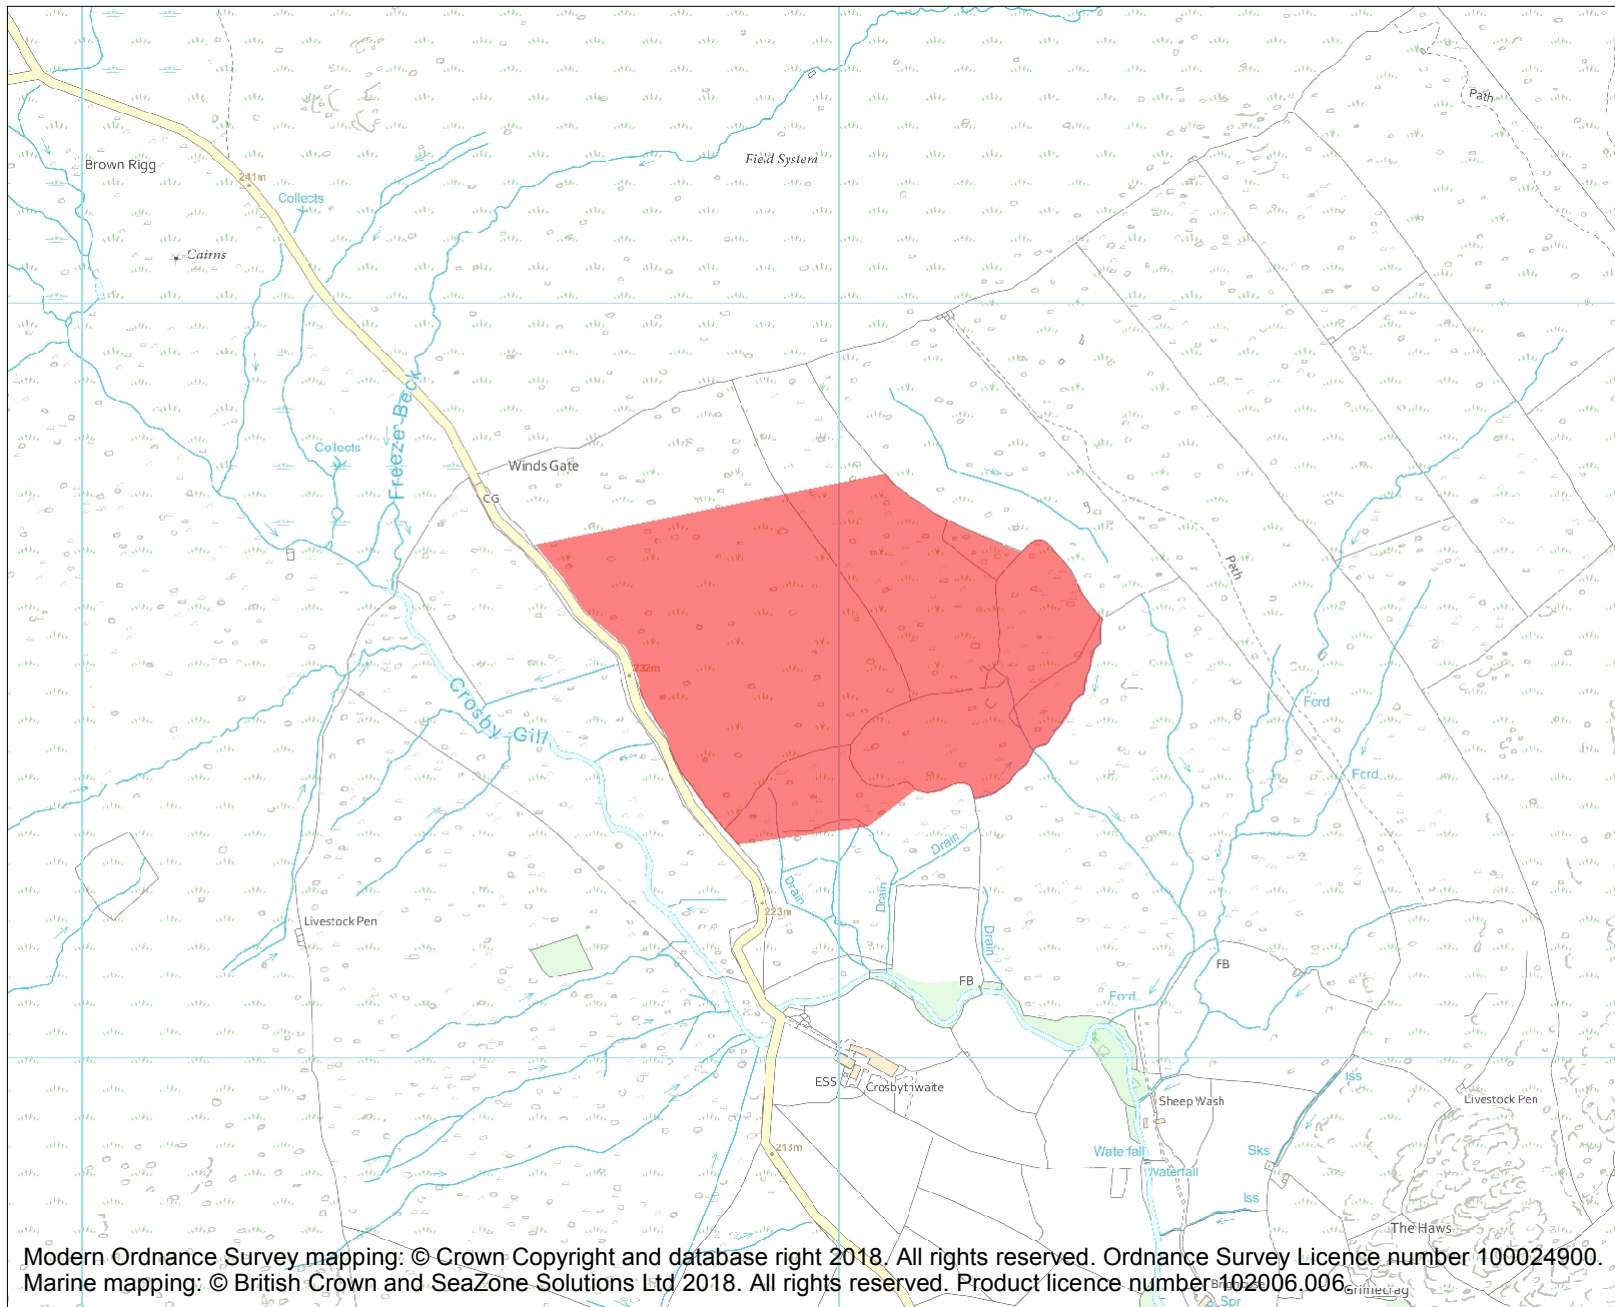 Path
Field System
Brown Rigg
241m
Collects
Cairns
Freeze Beck
Collects
Winds Gate
CG
Path
232m
Crosby Gill
Ford
Ford
Drain
Drain
Drain
223m
Livestock Pen
Drain
FB
FB
Ford
ESS
Crosbythwaite
Iss
Sheep Wash
Livestock Pen
213m
Waterfall
Sks
Waterfall
Iss
The Haws
Modern Ordnance Survey mapping: © Crown Copyright and database right 2018. All rights reserved. Ordnance Survey Licence number 100024900.
Marine mapping: © British Crown and SeaZone Solutions Ltd 2018. All rights reserved. Product licence number 102006.006.
Grimecrag
Spr